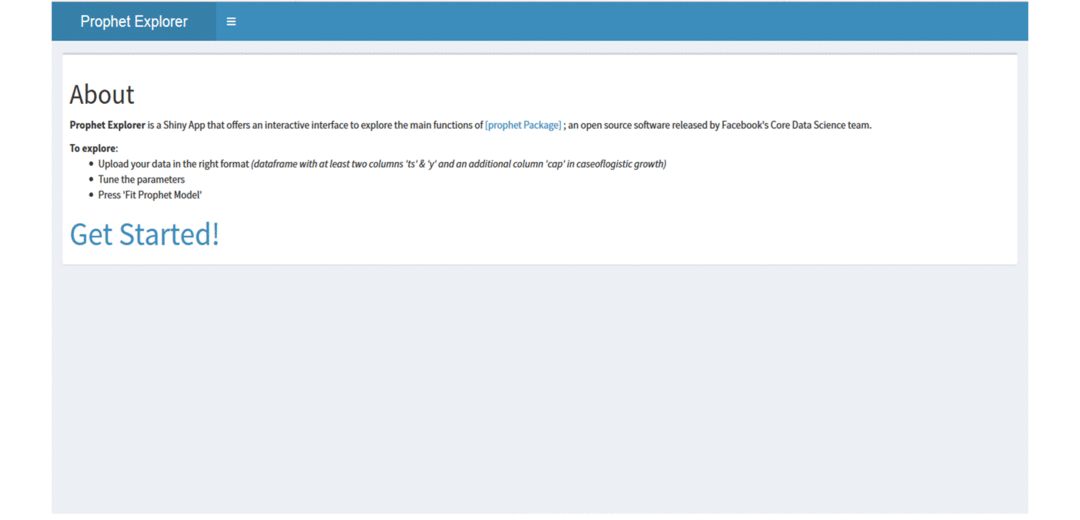 Prophet Explorer
About
Prophet Explorer is a Shiny App that offers an interactive interface to explore the main functions of [prophet Package] ; an open source software released by Facebook's Core Data Science team.
To explore:
• Upload your data in the right format (dataframe with at least two columns 'ts' & 'y' and an additional column 'cap' in caseoflogistic growth)
• Tune the parameters
• Press 'Fit Prophet Model'
Get Started!